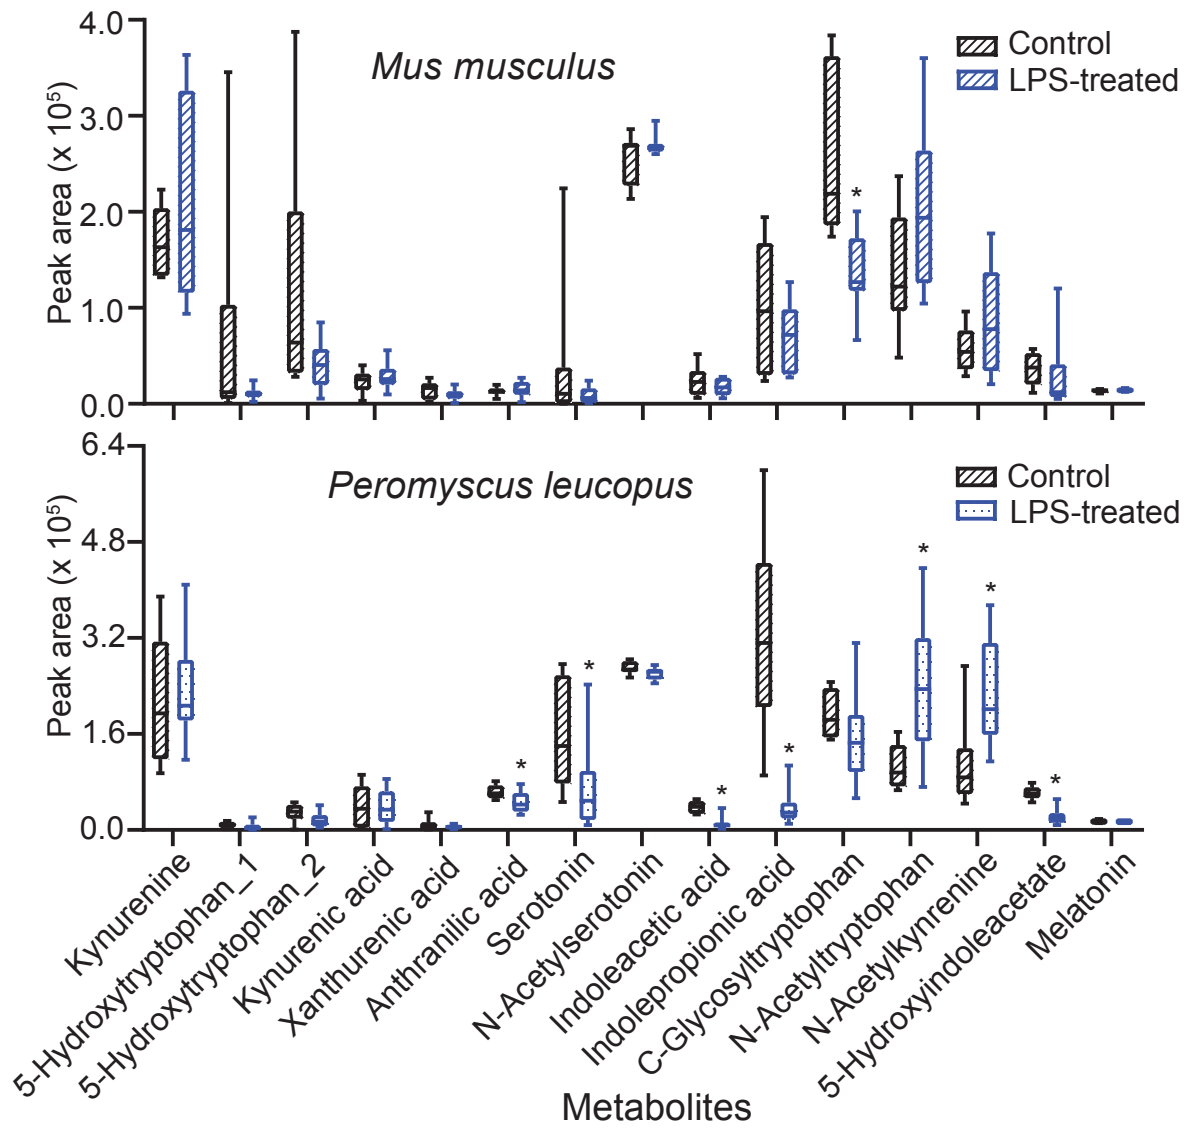 4.0
3.0
2.0
1.0
0.0
Peak area (x 10⁵)
Mus musculus
Control
LPS-treated
*
6.4
4.8
3.2
1.6
0.0
Peak area (x 10⁵)
Peromyscus leucopus
Control
LPS-treated
*
*
*
*
*
*
*
Kynurenine
5-Hydroxytryptophan_1
5-Hydroxytryptophan_2
Kynurenic acid
Xanthurenic acid
Anthranilic acid
Serotonin
N-Acetylserotonin
Indoleacetic acid
Indolepropionic acid
C-Glycosyltryptophan
N-Acetyltryptophan
N-Acetylkynrenine
5-Hydroxyindoleacetate
Melatonin
Metabolites